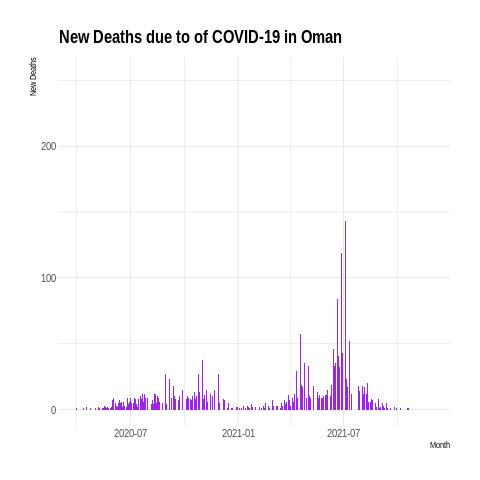 New Deaths due to of COVID-19 in Oman
New Deaths
200
100
0
2020-07
2021-01
2021-07
Month